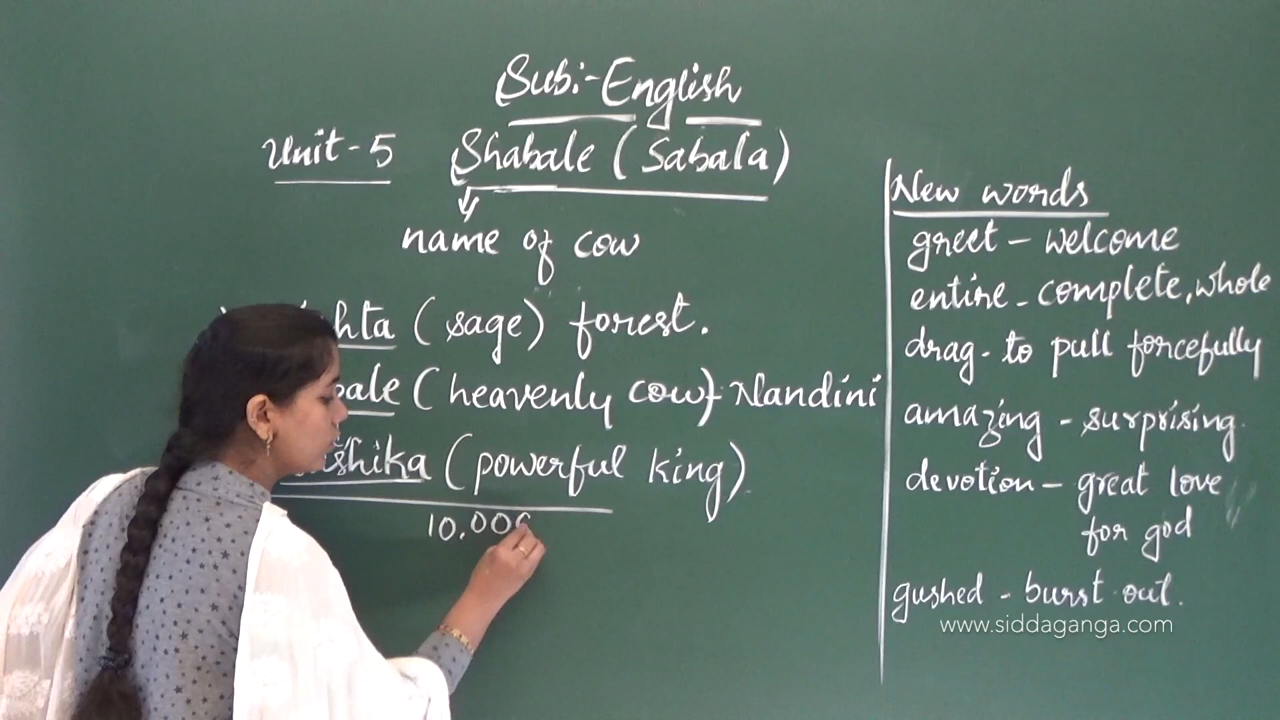 Sub:- English
Unit - 5 Shabale (Sabala)
name of cow
(sage) forest.
(heavenly cow) - Nandini
(powerful king)
10,000
New words
greet - welcome
entire - complete, whole
drag - to pull forcefully
amazing - surprising.
devotion - great love
for god
gushed - burst out.
www.siddaganga.com